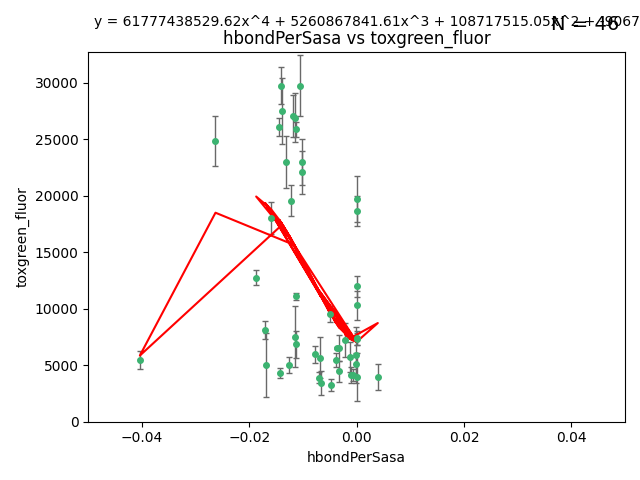 y = 61777438529.62x^4 + 5260867841.61x^3 + 108717515.05x^2 +
N = 46
hbondPerSasa vs toxgreen_fluor
30000
25000
20000
15000
10000
5000
0
toxgreen_fluor
−0.04
−0.02
0.00
0.02
0.04
hbondPerSasa